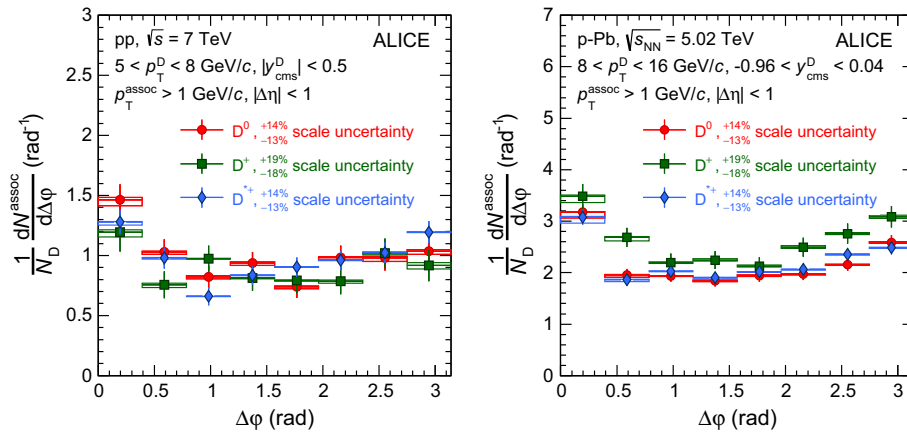 pp, √s = 7 TeV ALICE
5 < p_T^D < 8 GeV/c, |y_cms^D| < 0.5
p_T^assoc > 1 GeV/c, |Δη| < 1
D^0, +14% −13% scale uncertainty
D^+, +19% −18% scale uncertainty
D^*+, +14% −13% scale uncertainty
1/N_D dN^assoc/dΔφ (rad^-1)
3
2.5
2
1.5
1
0.5
0
0 0.5 1 1.5 2 2.5 3
Δφ (rad)
p-Pb, √s_NN = 5.02 TeV ALICE
8 < p_T^D < 16 GeV/c, -0.96 < y_cms^D < 0.04
p_T^assoc > 1 GeV/c, |Δη| < 1
D^0, +14% −13% scale uncertainty
D^+, +19% −18% scale uncertainty
D^*+, +14% −13% scale uncertainty
1/N_D dN^assoc/dΔφ (rad^-1)
7
6
5
4
3
2
1
0
0 0.5 1 1.5 2 2.5 3
Δφ (rad)